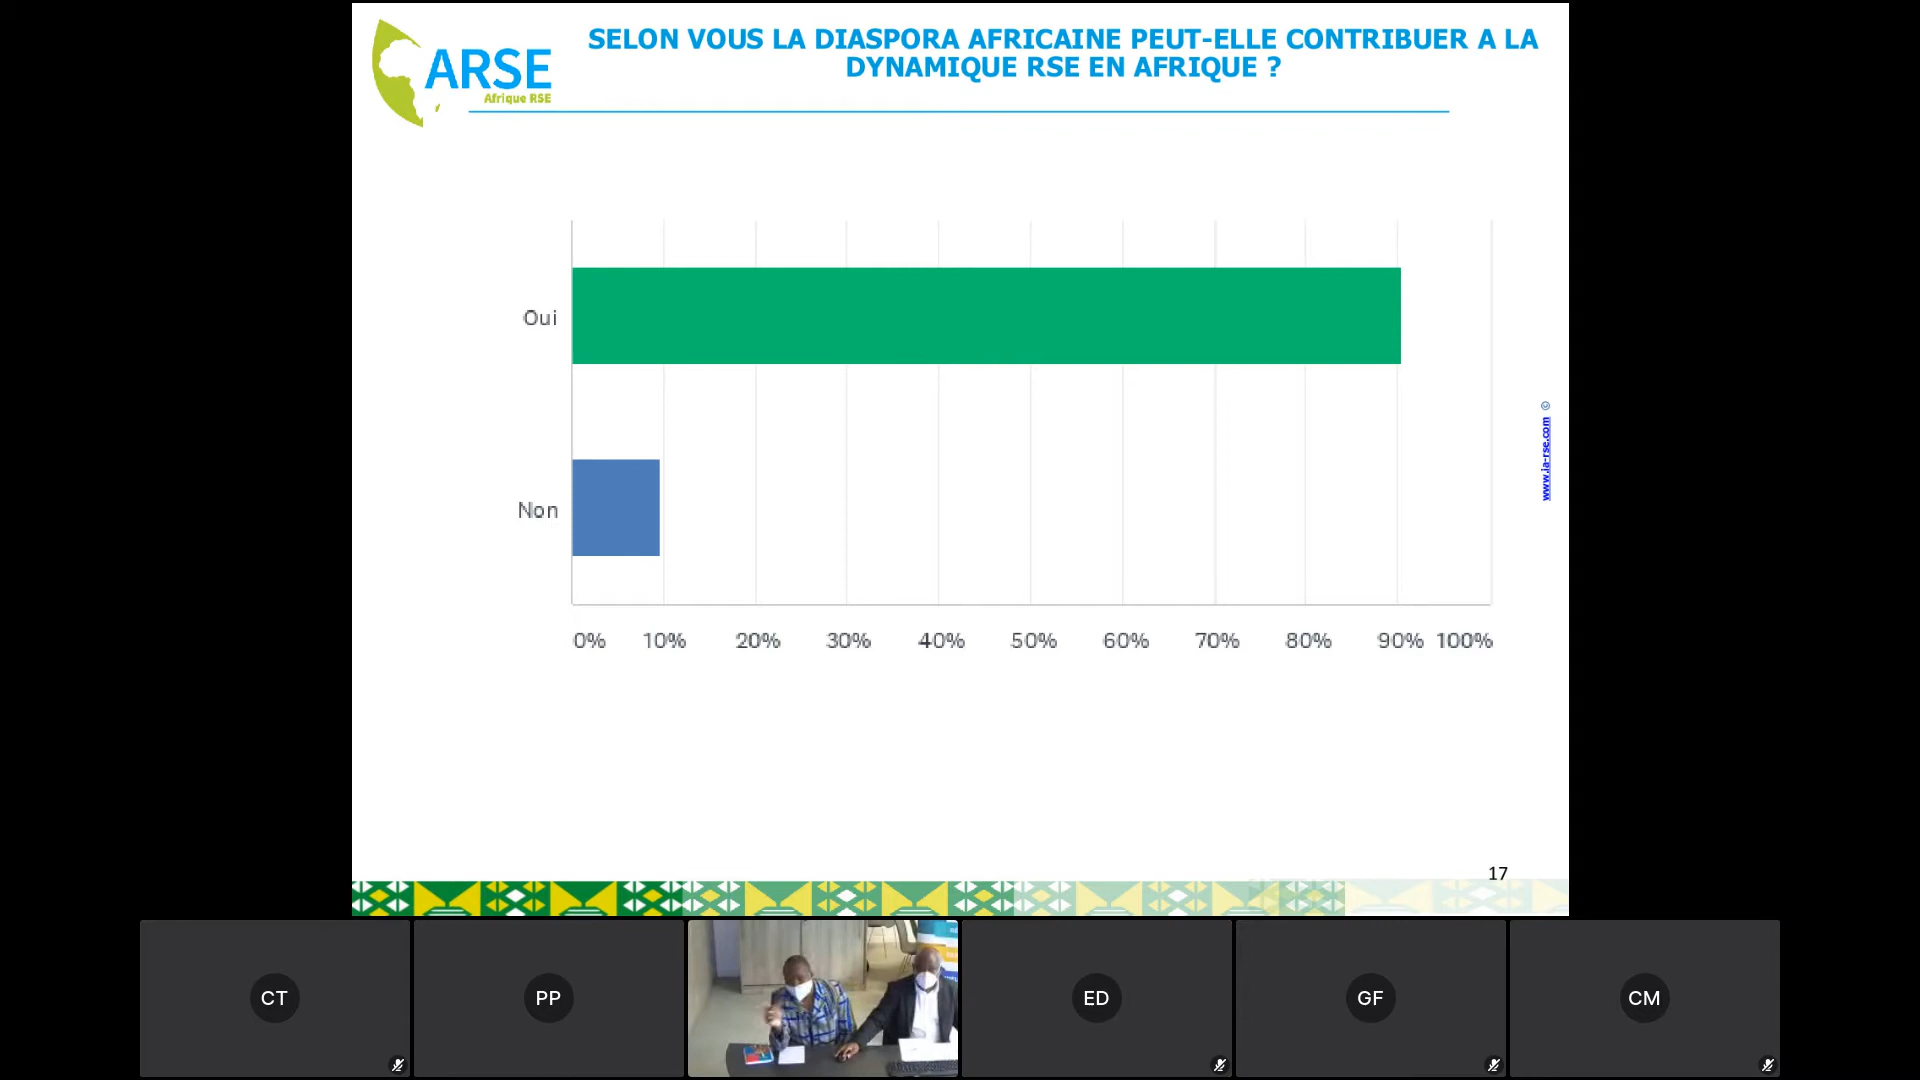 ARSE
Afrique RSE
SELON VOUS LA DIASPORA AFRICAINE PEUT-ELLE CONTRIBUER A LA
DYNAMIQUE RSE EN AFRIQUE ?
Oui
Non
0% 10% 20% 30% 40% 50% 60% 70% 80% 90% 100%
www.ia-rse.com ©
17
CT
PP
ED
GF
CM